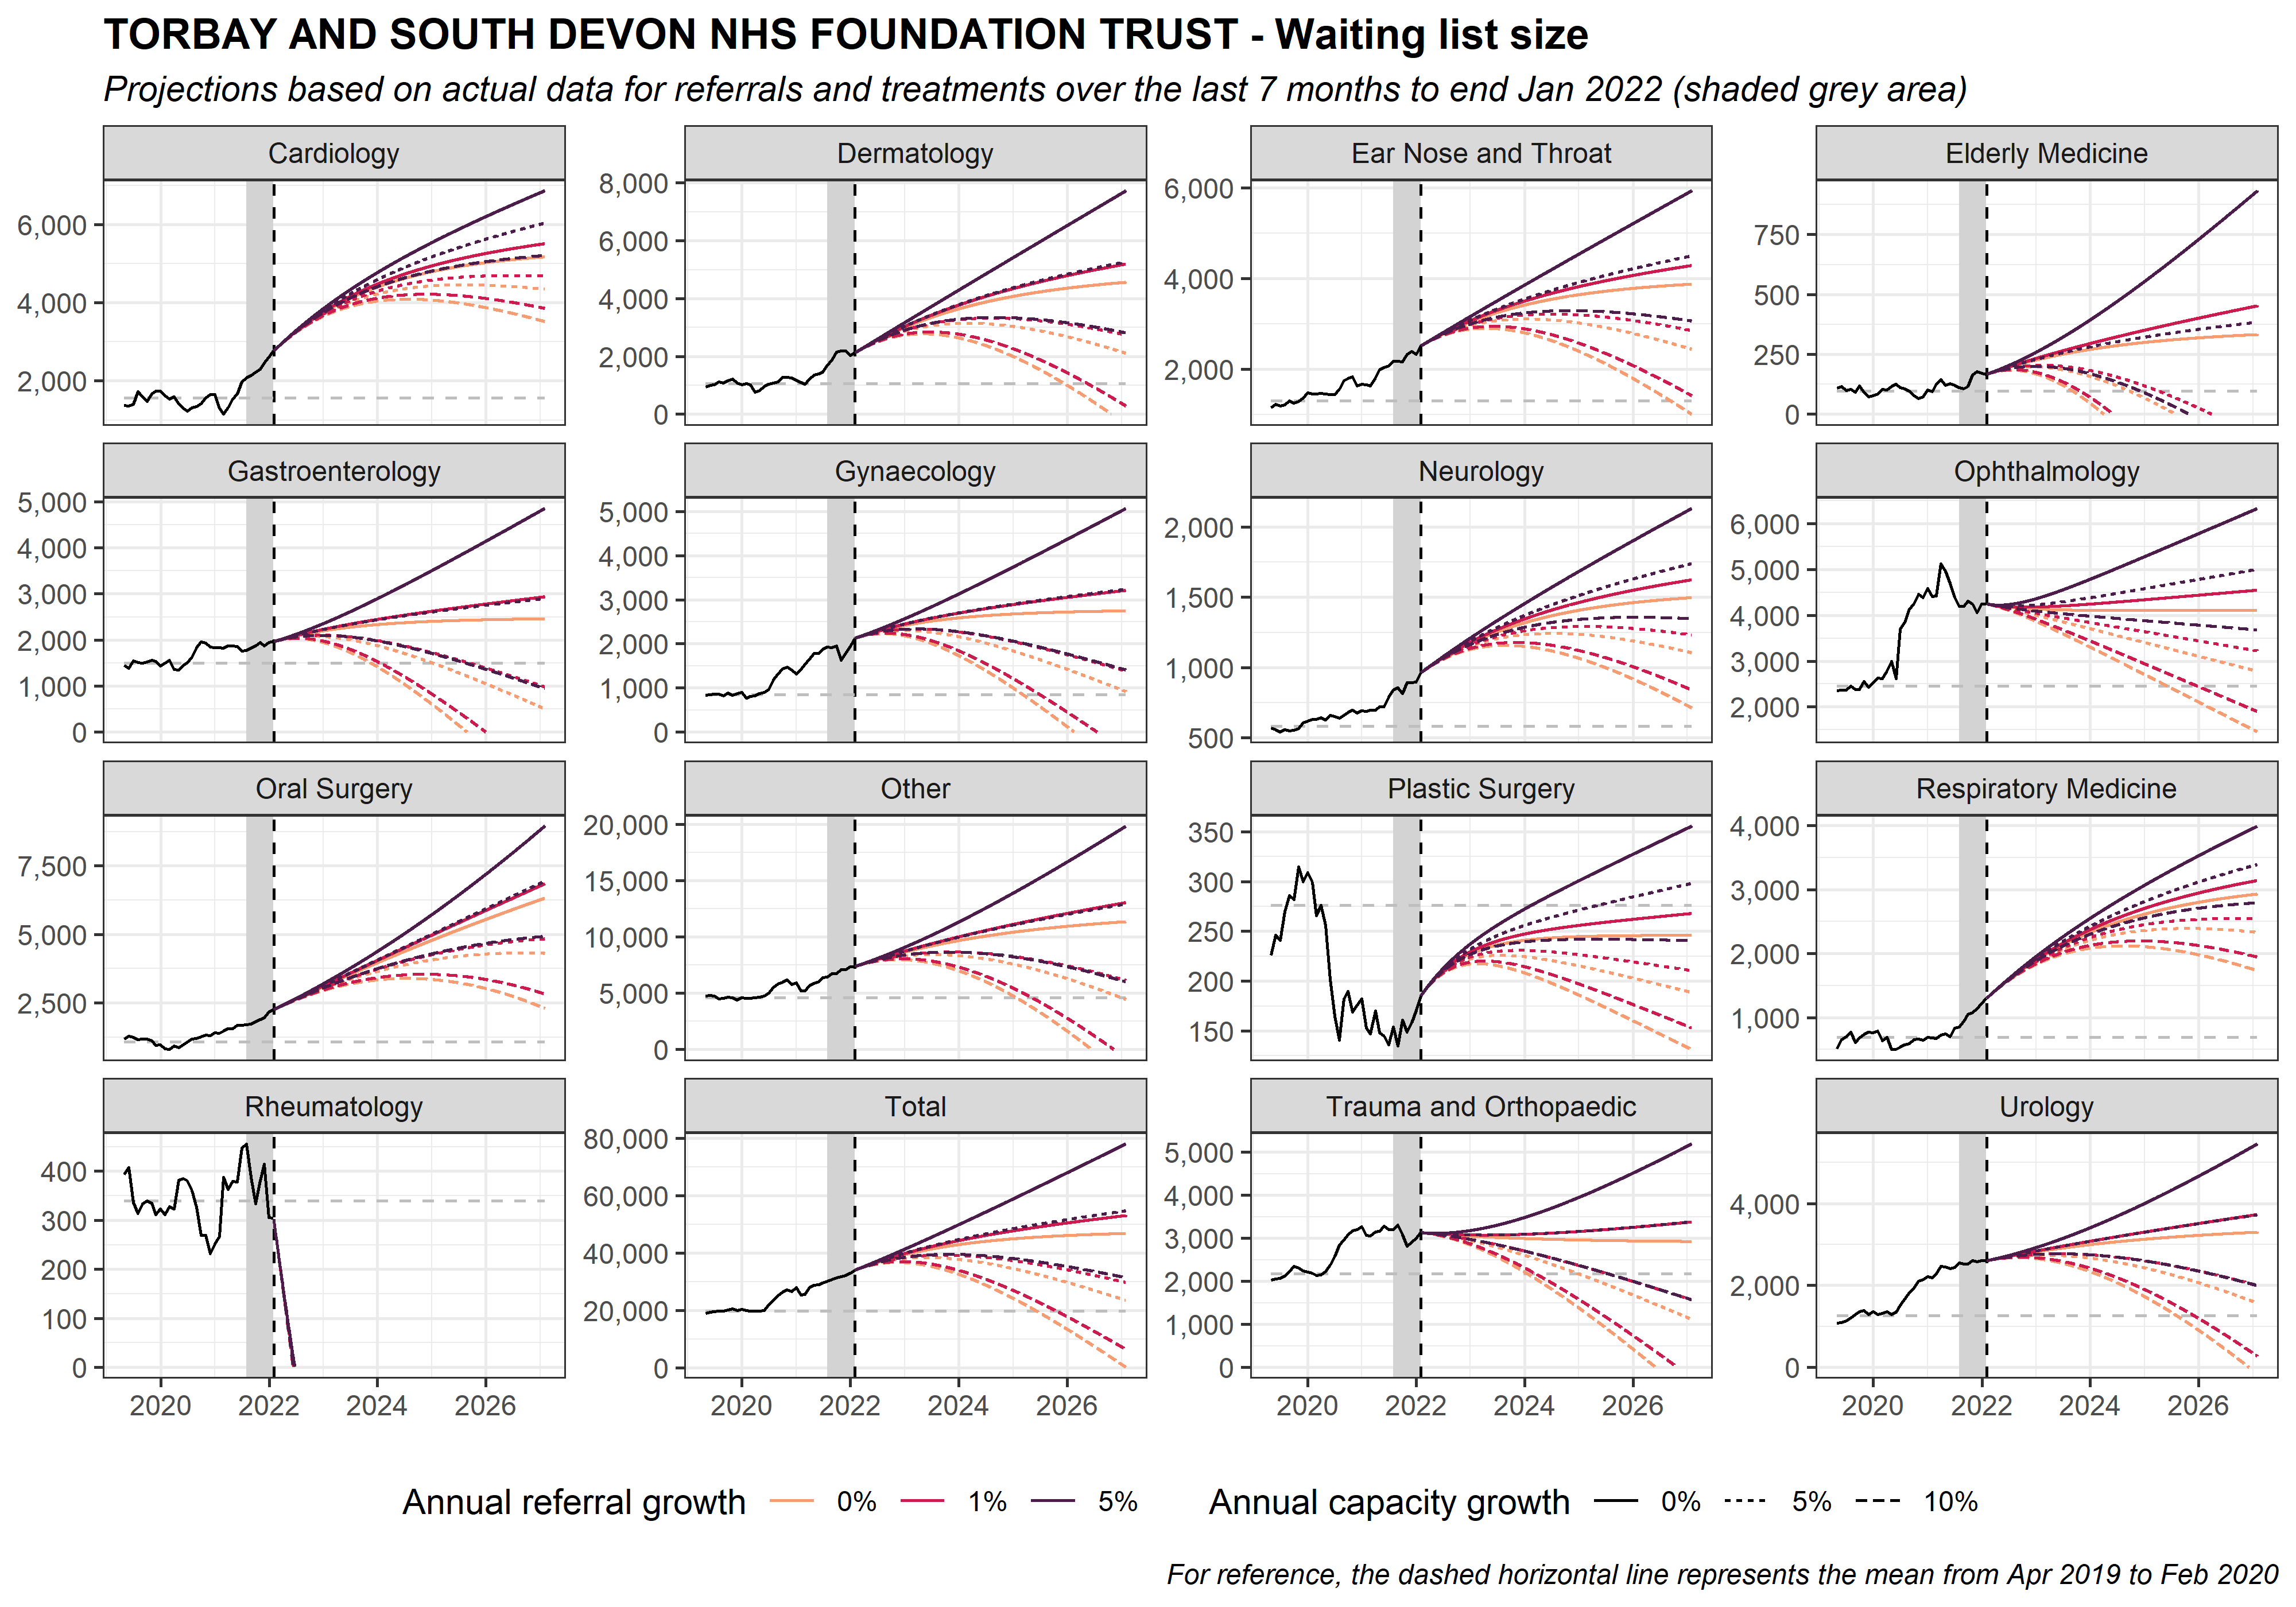 TORBAY AND SOUTH DEVON NHS FOUNDATION TRUST - Waiting list size
Projections based on actual data for referrals and treatments over the last 7 months to end Jan 2022 (shaded grey area)
Cardiology
Dermatology
Ear Nose and Throat
Elderly Medicine
6,000
4,000
2,000
8,000
6,000
4,000
2,000
0
6,000
4,000
2,000
750
500
250
0
Gastroenterology
Gynaecology
Neurology
Ophthalmology
5,000
4,000
3,000
2,000
1,000
0
5,000
4,000
3,000
2,000
1,000
0
2,000
1,500
1,000
500
6,000
5,000
4,000
3,000
2,000
Oral Surgery
Other
Plastic Surgery
Respiratory Medicine
7,500
5,000
2,500
20,000
15,000
10,000
5,000
0
350
300
250
200
150
4,000
3,000
2,000
1,000
Rheumatology
Total
Trauma and Orthopaedic
Urology
400
300
200
100
0
80,000
60,000
40,000
20,000
0
5,000
4,000
3,000
2,000
1,000
0
4,000
2,000
0
2020 2022 2024 2026
2020 2022 2024 2026
2020 2022 2024 2026
2020 2022 2024 2026
Annual referral growth 0% 1% 5%
Annual capacity growth 0% 5% 10%
For reference, the dashed horizontal line represents the mean from Apr 2019 to Feb 2020